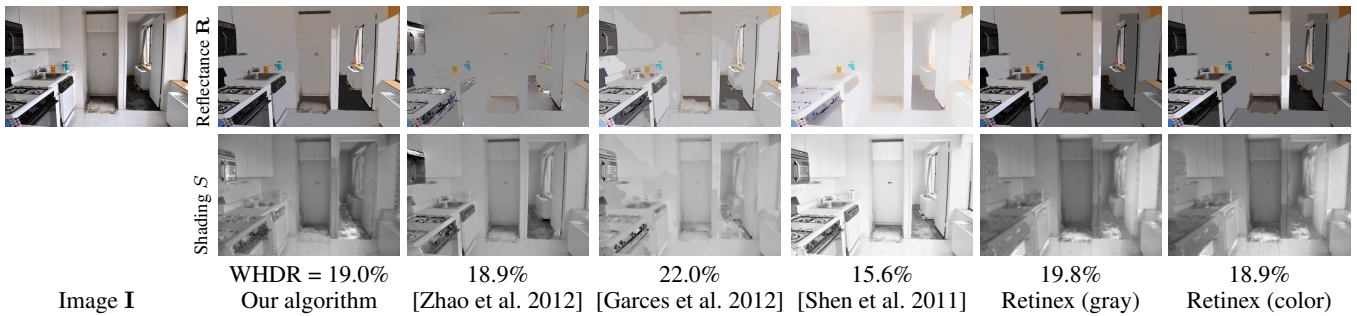 Reflectance R
Shading S
WHDR = 19.0% 18.9% 22.0% 15.6% 19.8% 18.9%
Image I Our algorithm [Zhao et al. 2012] [Garces et al. 2012] [Shen et al. 2011] Retinex (gray) Retinex (color)